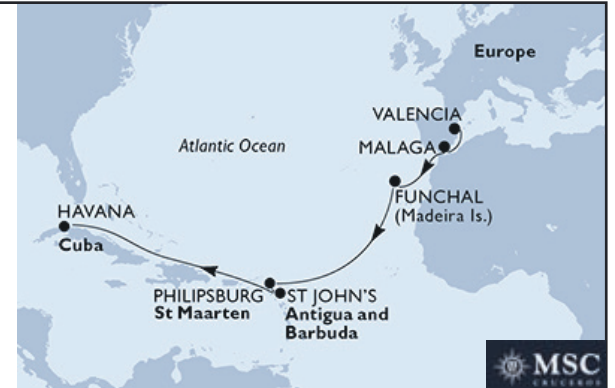 Europe
VALENCIA
Atlantic Ocean
MALAGA
FUNCHAL
(Madeira Is.)
HAVANA
Cuba
PHILIPSBURG
St Maarten
ST JOHN'S
Antigua and
Barbuda
MSC
CRUCEROS